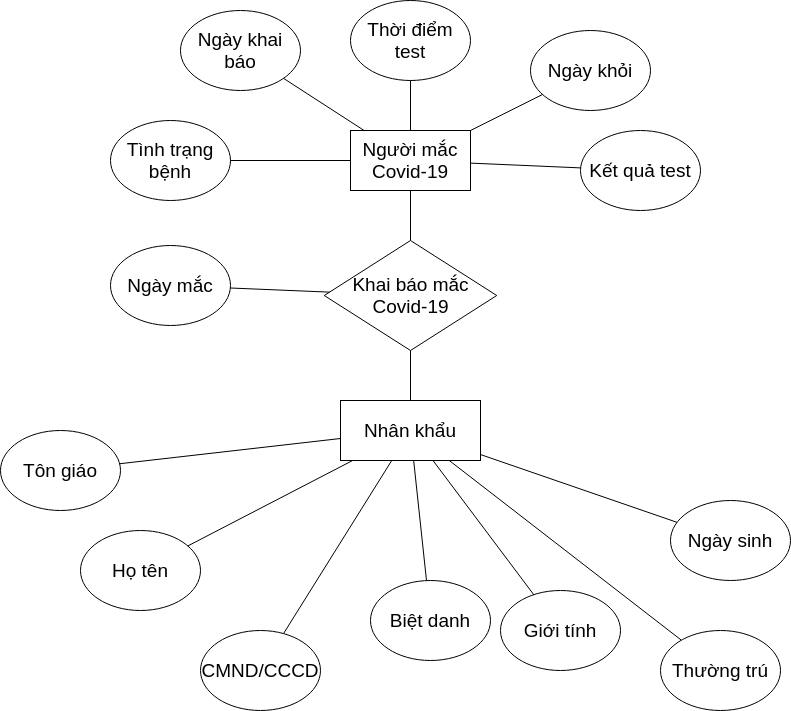 Thời điểm
test
Ngày khai
báo
Ngày khỏi
Tình trạng
bệnh
Người mắc
Covid-19
Kết quả test
Ngày mắc
Khai báo mắc
Covid-19
Nhân khẩu
Tôn giáo
Ngày sinh
Họ tên
Biệt danh
Giới tính
CMND/CCCD
Thường trú